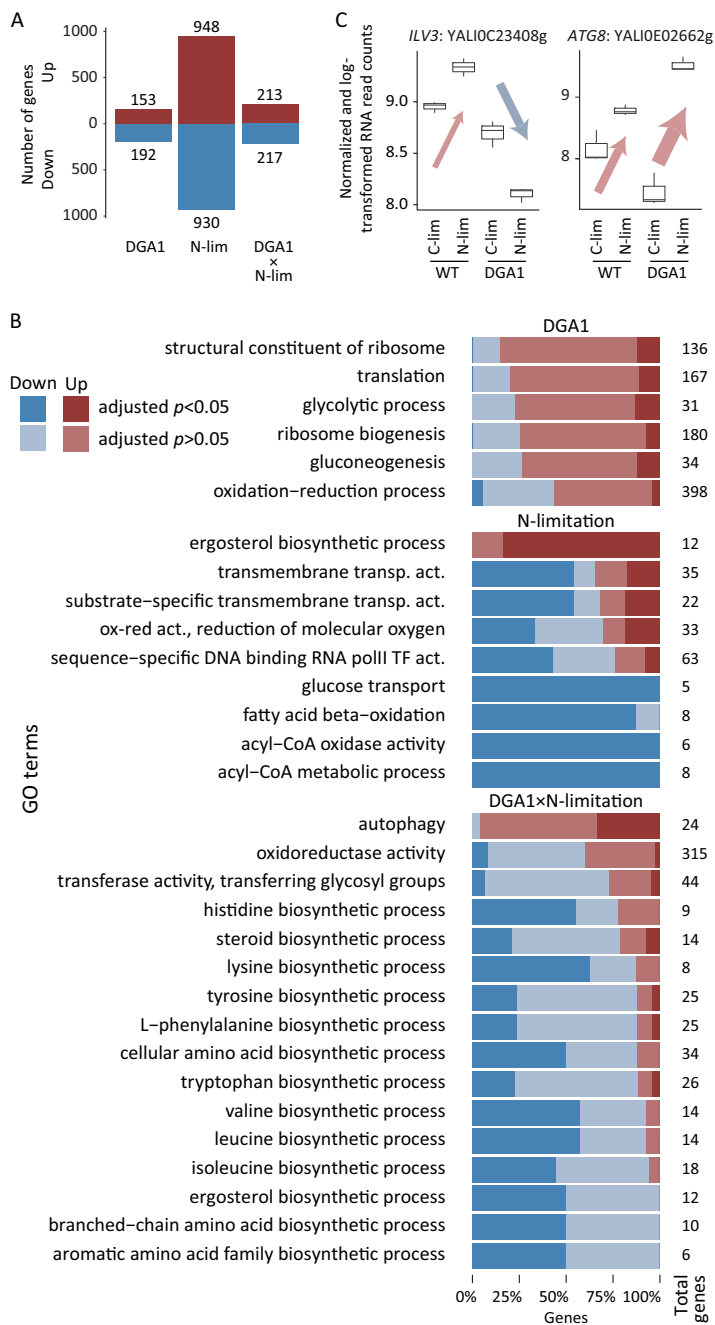 A
Number of genes
Down Up
1000
500
0
500
1000
153
948
213
192
930
217
DGA1
N-lim
DGA1
×
N-lim
C
ILV3: YALI0C23408g
ATG8: YALI0E02662g
Normalized and log-
transformed RNA read counts
9.0
8.5
8.0
9
8
C-lim
N-lim
C-lim
N-lim
WT
DGA1
C-lim
N-lim
C-lim
N-lim
WT
DGA1
B
Down Up
adjusted p<0.05
adjusted p>0.05
GO terms
DGA1
structural constituent of ribosome 136
translation 167
glycolytic process 31
ribosome biogenesis 180
gluconeogenesis 34
oxidation−reduction process 398
N-limitation
ergosterol biosynthetic process 12
transmembrane transp. act. 35
substrate−specific transmembrane transp. act. 22
ox-red act., reduction of molecular oxygen 33
sequence−specific DNA binding RNA polII TF act. 63
glucose transport 5
fatty acid beta−oxidation 8
acyl−CoA oxidase activity 6
acyl−CoA metabolic process 8
DGA1×N-limitation
autophagy 24
oxidoreductase activity 315
transferase activity, transferring glycosyl groups 44
histidine biosynthetic process 9
steroid biosynthetic process 14
lysine biosynthetic process 8
tyrosine biosynthetic process 25
L−phenylalanine biosynthetic process 25
cellular amino acid biosynthetic process 34
tryptophan biosynthetic process 26
valine biosynthetic process 14
leucine biosynthetic process 14
isoleucine biosynthetic process 18
ergosterol biosynthetic process 12
branched−chain amino acid biosynthetic process 10
aromatic amino acid family biosynthetic process 6
0% 25% 50% 75% 100%
Genes
Total
genes